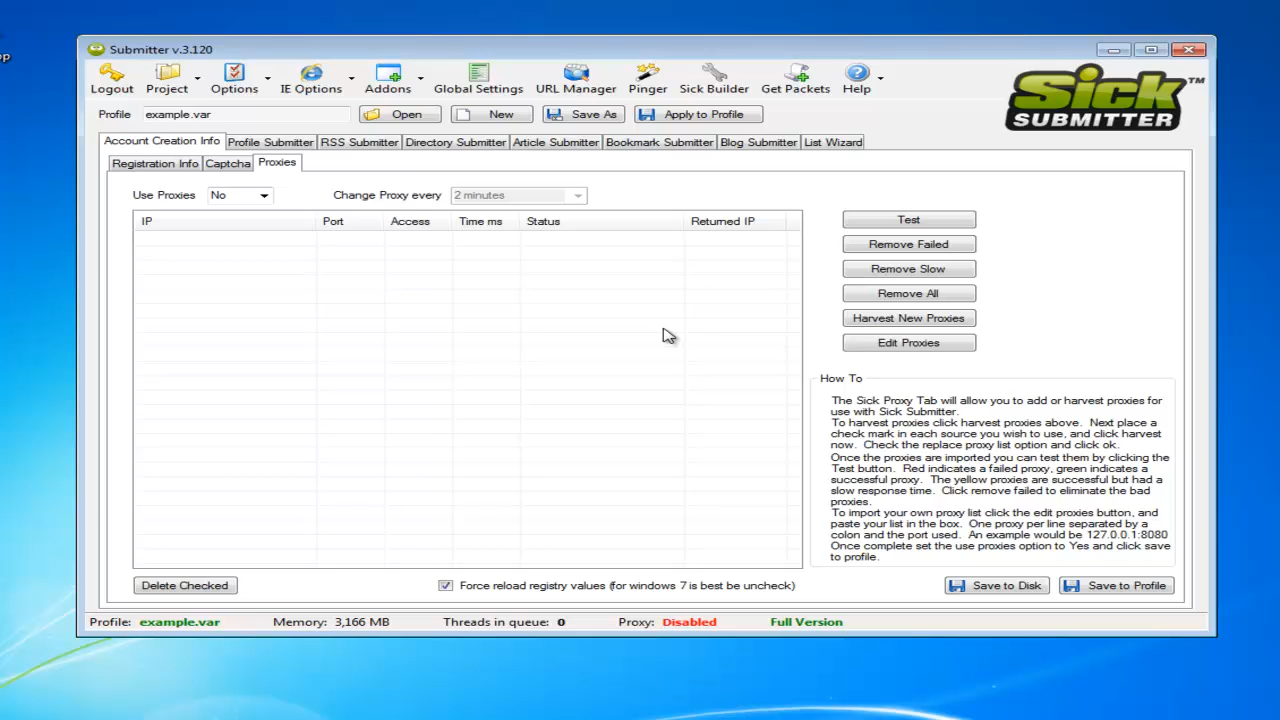 op
Submitter v.3.120
Logout Project Options IE Options Addons Global Settings URL Manager Pinger Sick Builder Get Packets Help
Sick TM
SUBMITTER
Profile example.var Open New Save As Apply to Profile
Account Creation Info Profile Submitter RSS Submitter Directory Submitter Article Submitter Bookmark Submitter Blog Submitter List Wizard
Registration Info Captcha Proxies
Use Proxies No Change Proxy every 2 minutes
IP Port Access Time ms Status Returned IP
Test
Remove Failed
Remove Slow
Remove All
Harvest New Proxies
Edit Proxies
How To
The Sick Proxy Tab will allow you to add or harvest proxies for
use with Sick Submitter.
To harvest proxies click harvest proxies above. Next place a
check mark in each source you wish to use, and click harvest
now. Check the replace proxy list option and click ok.
Once the proxies are imported you can test them by clicking the
Test button. Red indicates a failed proxy, green indicates a
successful proxy. The yellow proxies are successful but had a
slow response time. Click remove failed to eliminate the bad
proxies.
To import your own proxy list click the edit proxies button, and
paste your list in the box. One proxy per line separated by a
colon and the port used. An example would be 127.0.0.1:8080
Once complete set the use proxies option to Yes and click save
to profile.
Delete Checked Force reload registry values (for windows 7 is best be uncheck) Save to Disk Save to Profile
Profile: example.var Memory: 3,166 MB Threads in queue: 0 Proxy: Disabled Full Version